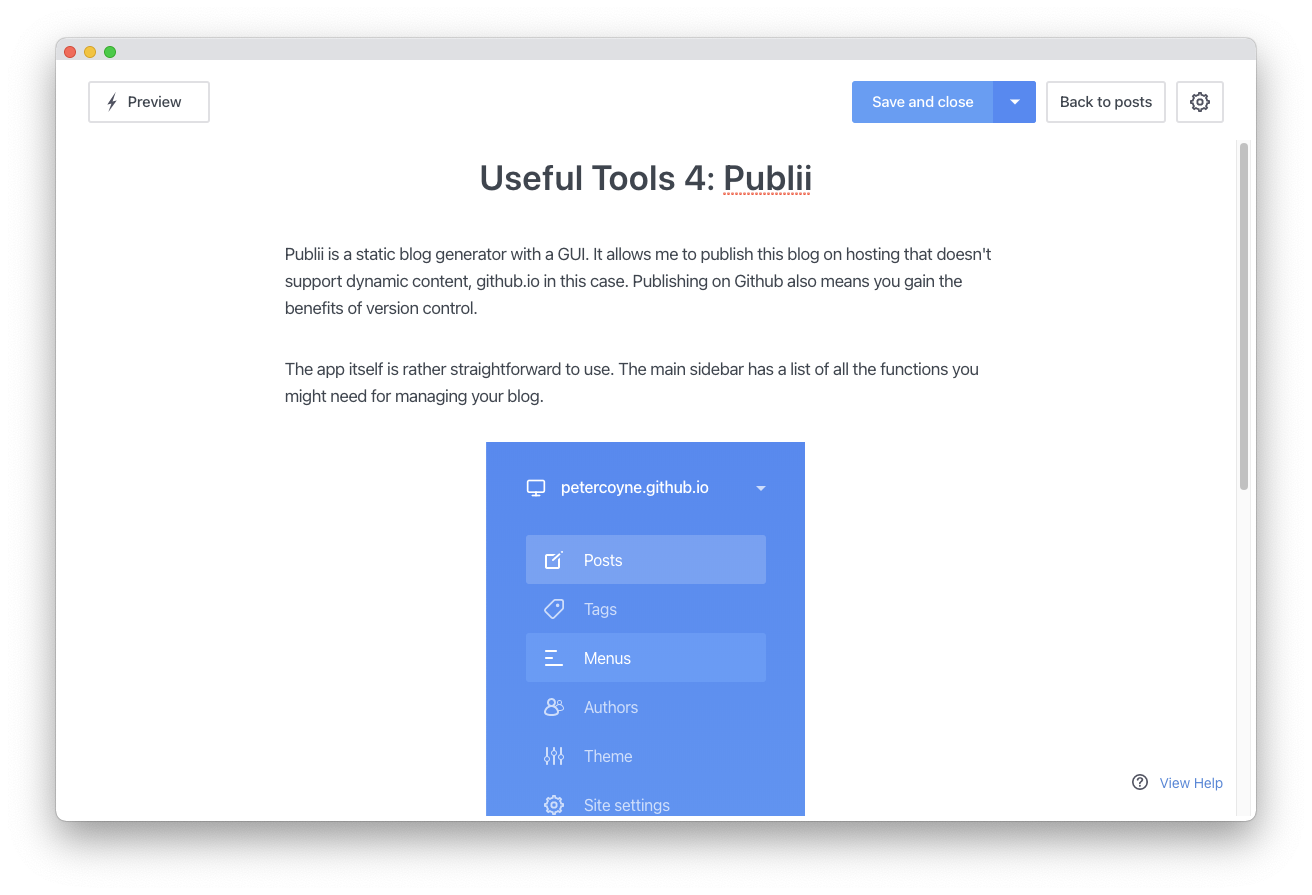 Preview
Save and close
Back to posts
Useful Tools 4: Publii
Publii is a static blog generator with a GUI. It allows me to publish this blog on hosting that doesn't
support dynamic content, github.io in this case. Publishing on Github also means you gain the
benefits of version control.
The app itself is rather straightforward to use. The main sidebar has a list of all the functions you
might need for managing your blog.
petercoyne.github.io
Posts
Tags
Menus
Authors
Theme
Site settings
View Help